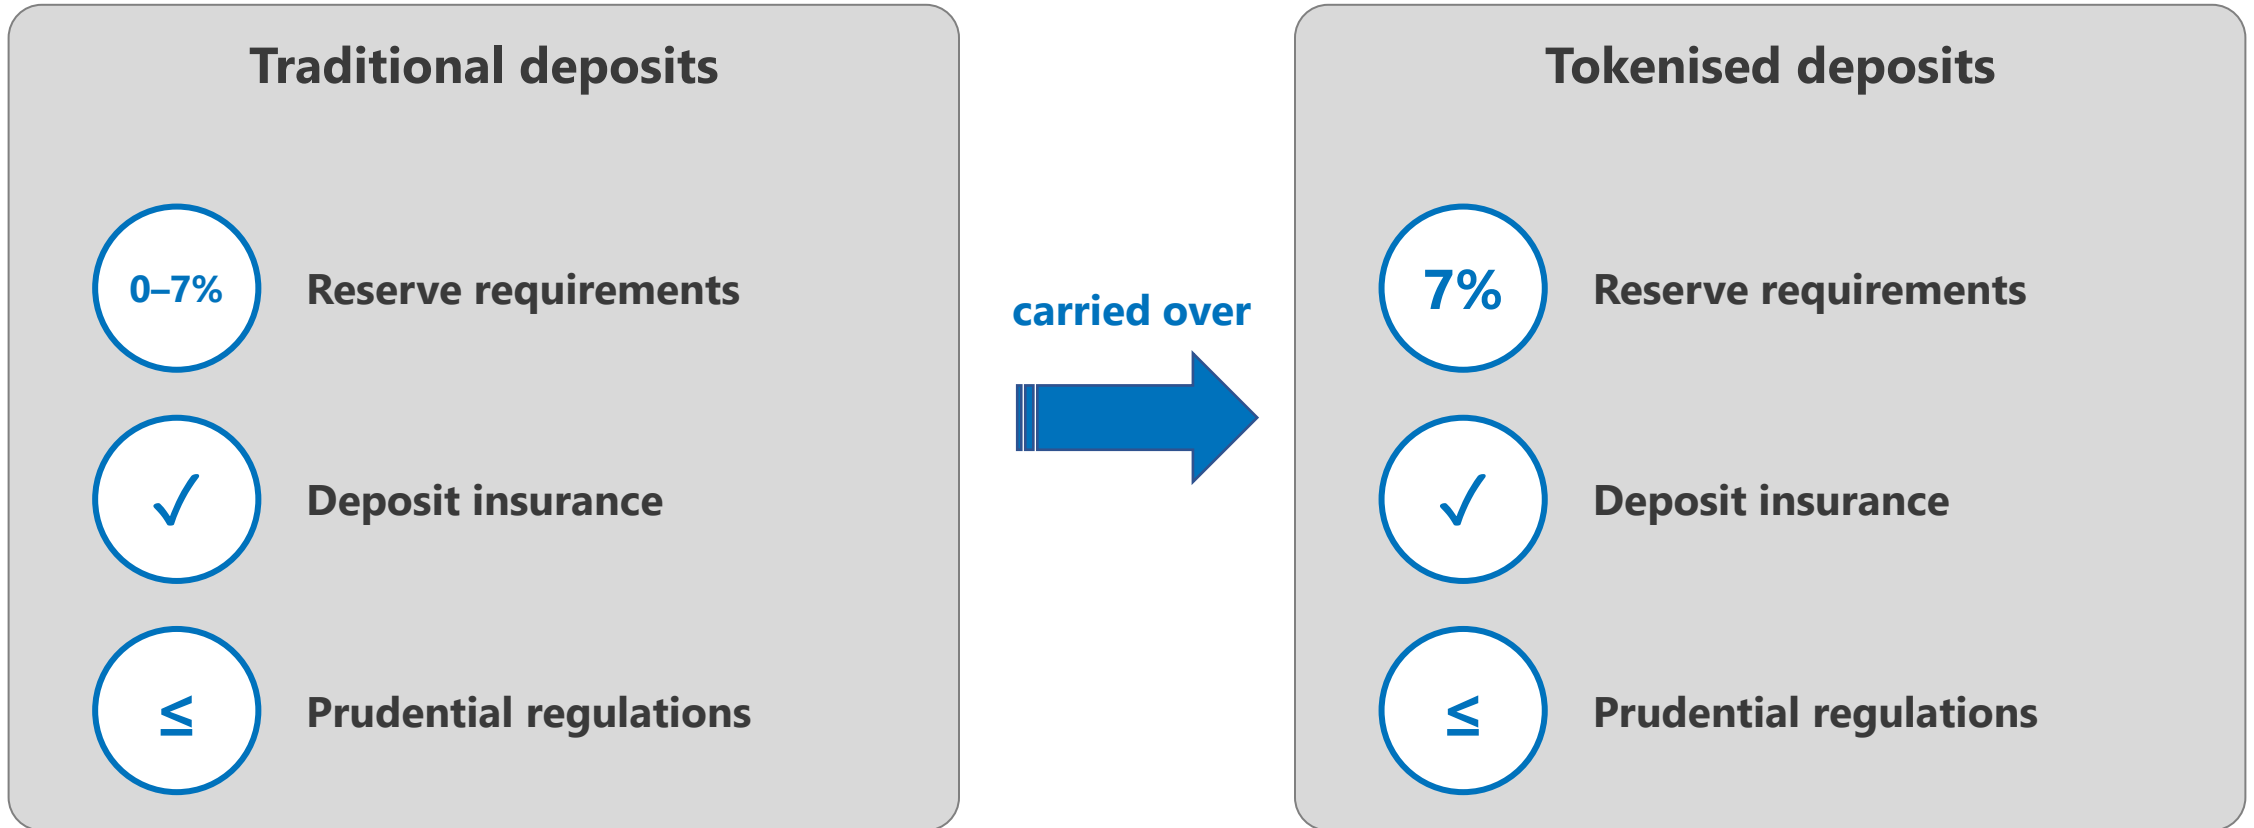 Traditional deposits
0–7%
Reserve requirements
✓
Deposit insurance
≤
Prudential regulations
carried over
Tokenised deposits
7%
Reserve requirements
✓
Deposit insurance
≤
Prudential regulations